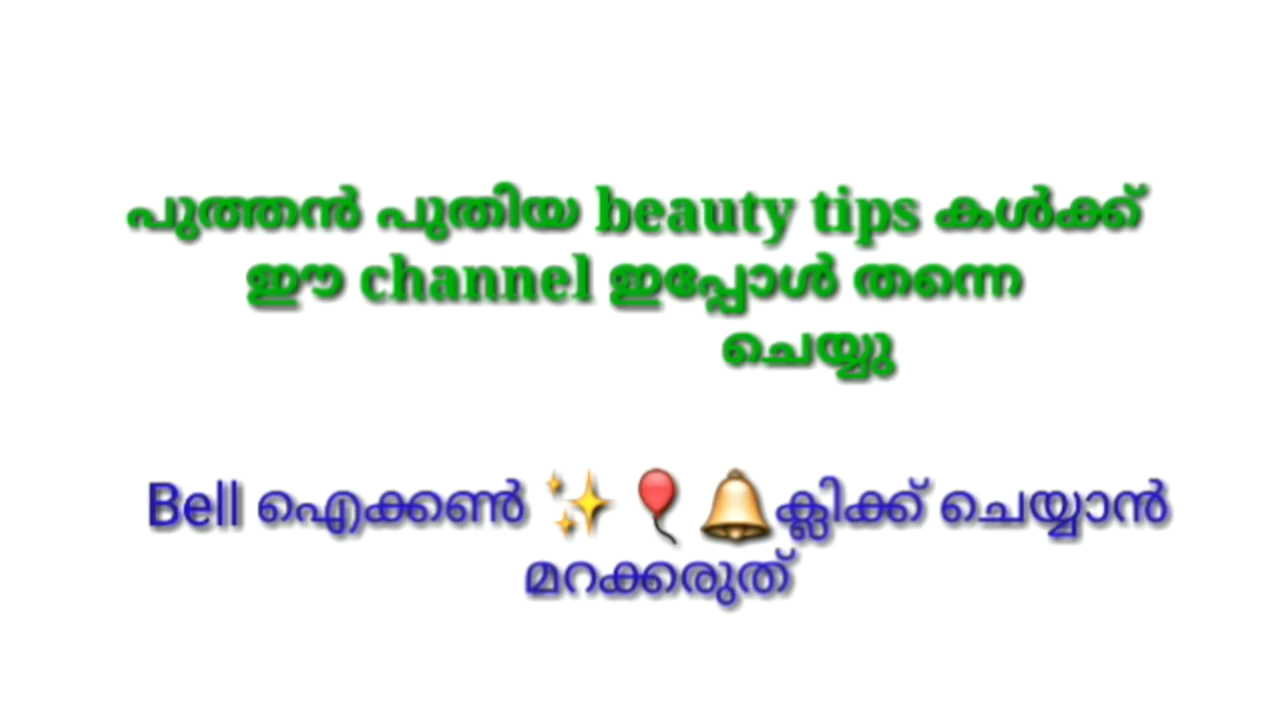 പുത്തൻ പുതിയ beauty tips കൾക്ക്
ഈ channel ഇപ്പോൾ തന്നെ
ചെയ്യു
Bell ഐക്കൺ ✨🎈🔔ക്ലിക്ക് ചെയ്യാൻ
മറക്കരുത്